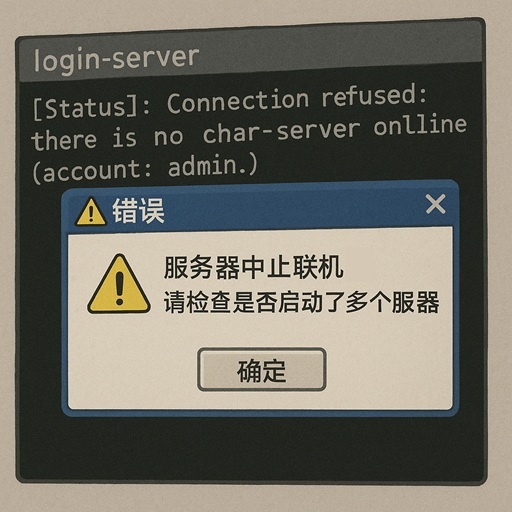 login-server
[Status]: Connection refused:
there is no char-server onlline
(account: admin.)
错误
服务器中止联机
请检查是否启动了多个服器
确定